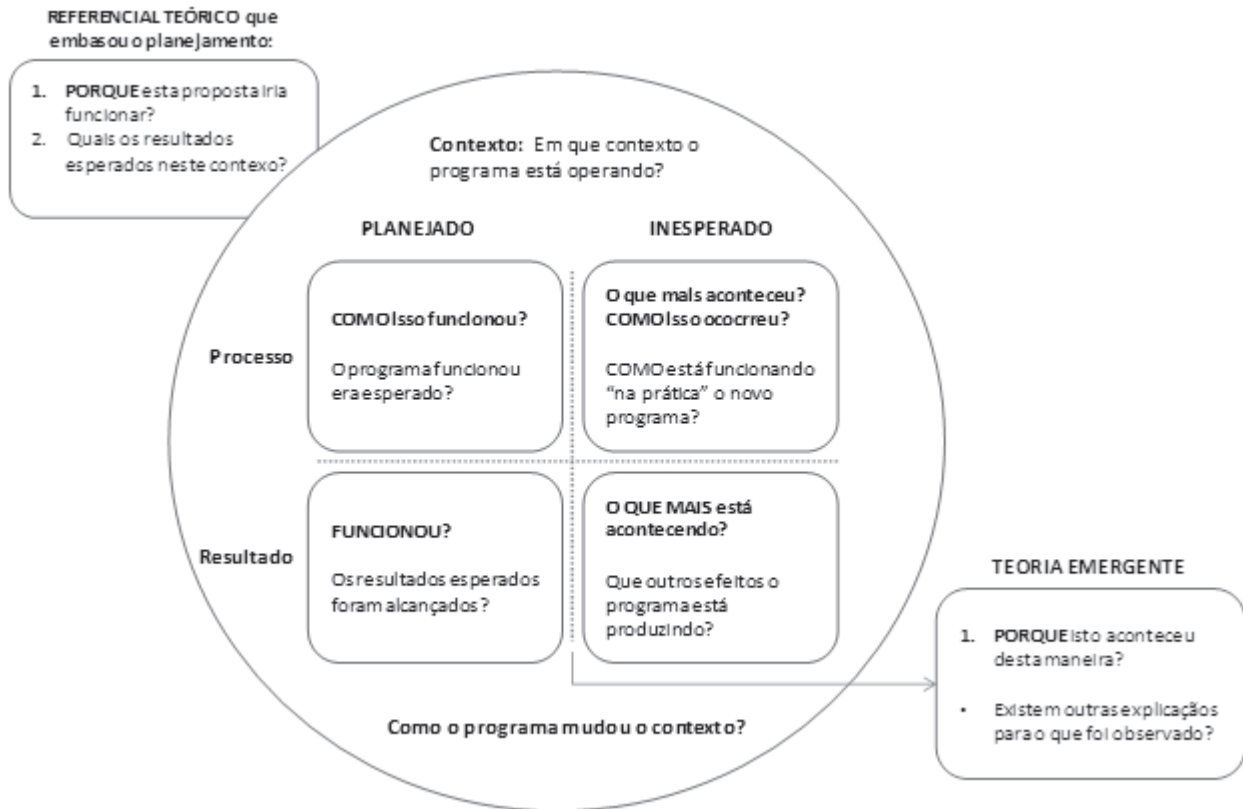 REFERENCIAL TEÓRICO que
embasou o planejamento:
1. PORQUE esta proposta iria
funcionar?
2. Quais os resultados
esperados neste contexo?
Contexto: Em que contexto o
programa está operando?
PLANEJADO
INESPERADO
Processo
COMO isso funcionou?
O programa funcionou
era esperado?
O que mais aconteceu?
COMO isso ococrreu?
COMO está funcionando
“na prática” o novo
programa?
Resultado
FUNCIONOU?
Os resultados esperados
foram alcançados?
O QUE MAIS está
acontecendo?
Que outros efeitos o
programa está
produzindo?
Como o programa mudou o contexto?
TEORIA EMERGENTE
1. PORQUE isto aconteceu
desta maneira?
• Existem outras explicaçãos
para o que foi observado?